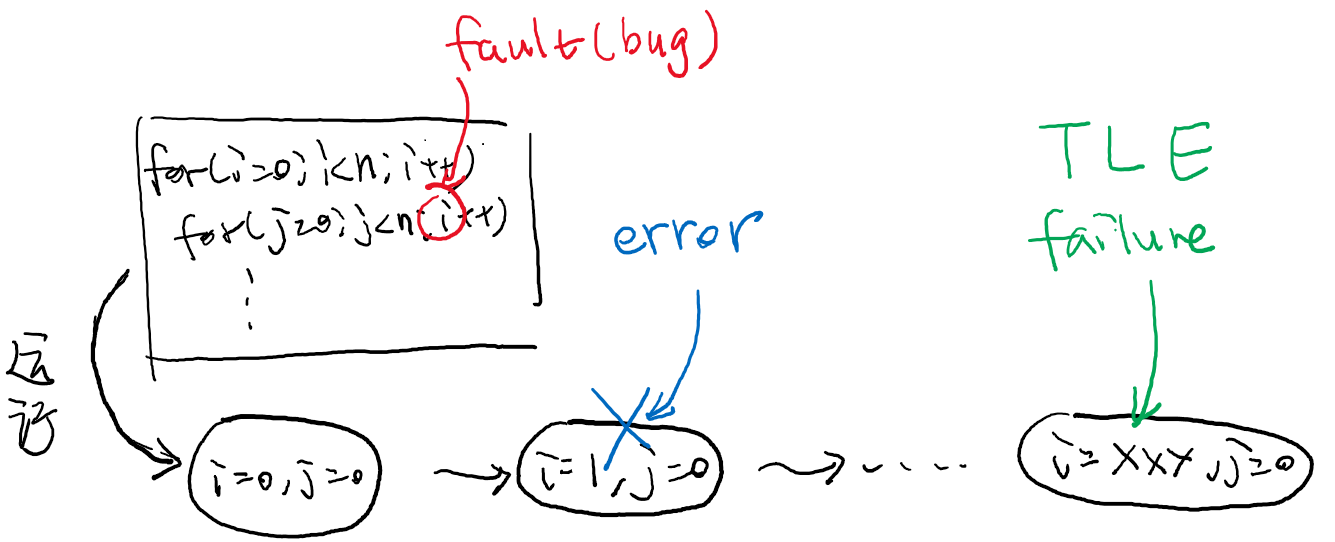 fault(bug)
for(i=0;i<n;i++)
for(j=0;j<n;i++)
error
TLE
failure
运
行
i=0,j=0
i=1,j=0
i=XXX,j=0